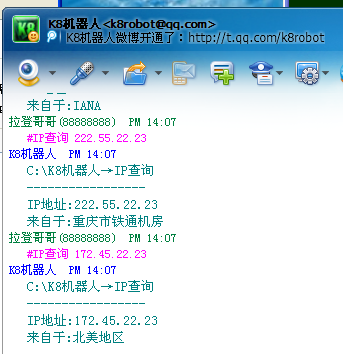 K8机器人<k8robot@qq.com>
K8机器人微博开通了：http://t.qq.com/k8robot
来自于:IANA
拉登哥哥(88888888) PM 14:07
#IP查询 222.55.22.23
K8机器人 PM 14:07
C:\K8机器人→IP查询
-----------------
IP地址:222.55.22.23
来自于:重庆市铁通机房
拉登哥哥(88888888) PM 14:07
#IP查询 172.45.22.23
K8机器人 PM 14:07
C:\K8机器人→IP查询
-----------------
IP地址:172.45.22.23
来自于:北美地区